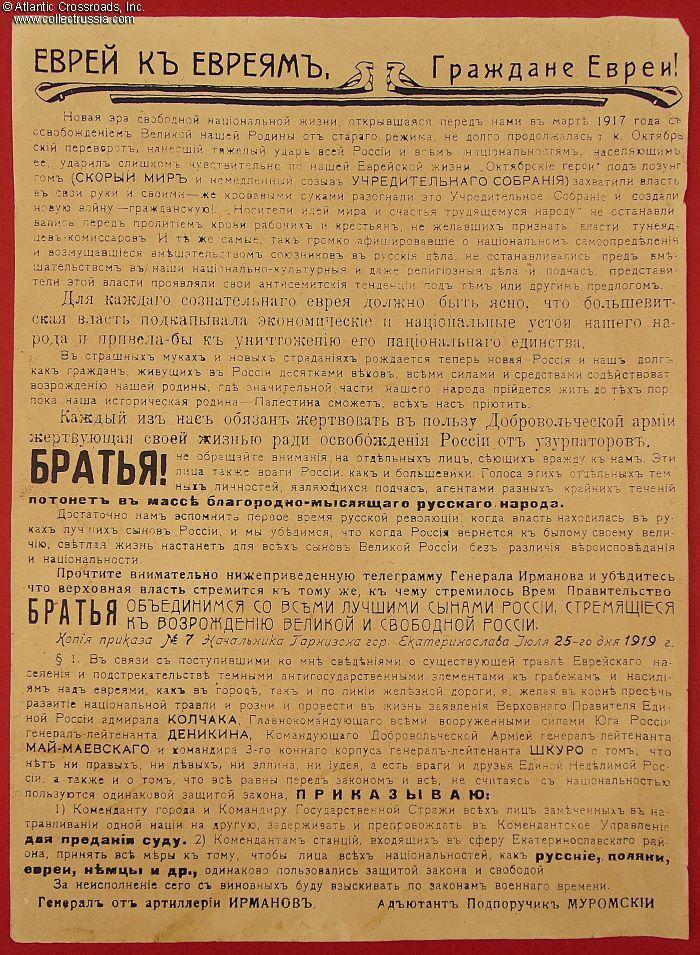 © Atlantic Crossroads, Inc.
www.collectrussia.com
ЕВРЕЙ КЪ ЕВРЕЯМЪ,
Граждане Евреи!
Новая эра свободной національной жизни, открывшаяся передъ нами въ мартѣ 1917 года съ
освобожденіемъ Великой нашей Родины отъ стараго режима, не долго продолжалась т. к. Октябрь
скій переворотъ, нанесшій тяжелый ударъ всей Россіи и всѣмъ національностямъ, населяющимъ
ее, ударилъ слишкомъ чувствительно по нашей Еврейской жизни „Октябрскіе герои" подъ лозунг
гомъ (СКОРЫЙ МИРЪ и немедленный созывъ УЧРЕДИТЕЛЬНАГО СОБРАНІЯ) захватили власть
въ свои руки и своими—же кровавыми руками разогнали это Учредительное Собраніе и создали
новую войну—гражданскую! „Носители идей мира и счастья трудящемуся народу" не останавли
вались передъ пролитіемъ крови рабочихъ и крестьянъ, не желавшихъ признать власти тунеяд
цевъ-комиссаровъ И тѣ же самые, такъ громко афишировавшіе о національномъ самоопредѣленіи
и возмущавшіеся вмѣшательствомъ союзниковъ въ русскія дѣла, не останавливались предъ вмѣ-
шательствомъ въ наши національно-культурныя и даже религіозныя дѣла и подчасъ, представи-
тели этой власти проявляли свои антисемитскія тенденціи подъ тѣмъ или другимъ предлогомъ.
Для каждаго сознательнаго еврея должно быть ясно, что большевит-
ская власть подкапывала экономическіе и національные устои нашего на-
рода и привела-бы къ уничтоженію его національнаго единства.
Въ страшныхъ мукахъ и новыхъ страданіяхъ рождается теперь новая Россія и нашъ долгъ
какъ гражданъ, живущихъ въ Россіи десятками вѣковъ, всѣми силами и средствами содѣйствоват
возрожденію нашей родины, гдѣ значительной части нашего народа прійдется жить до тѣхъ пор
пока наша историческая родина—Палестина сможетъ, всѣхъ насъ пріютить.
Каждый изъ насъ обязанъ жертвовать въ пользу Добровольческой арміи
жертвующая своей жизнью ради освобожденія Россіи отъ узурпаторовъ.
БРАТЬЯ! не обращайте вниманія на отдѣльныхъ лицъ, сѣющихъ вражду къ намъ. Эти
лица также враги Россіи, какъ и большевики. Голоса этихъ отдѣльныхъ тем
ныхъ личностей, являющихся подчасъ, агентами разныхъ крайнихъ теченій
потонетъ въ массѣ благородно-мыслящаго русскаго народа.
Достаточно намъ вспомнить первое время русской революціи, когда власть находилась въ ру-
кахъ лучшихъ сыновъ Россіи, и мы убѣдимся, что когда Россія вернется къ былому своему вели-
чію, свѣтлая жизнь настанетъ для всѣхъ сыновъ Великой Россіи безъ различія вѣроисповѣданія
и національности.
Прочтите внимательно нижеприведенную телеграмму Генерала Ирманова и убѣдитесь
что верховная власть стремится къ тому же, къ чему стремилось Врем Правительство
БРАТЬЯ ОБЪЕДИНИМСЯ СО ВСѢМИ ЛУЧШИМИ СЫНАМИ РОССІИ, СТРЕМЯЩІЕСЯ
КЪ ВОЗРОЖДЕНІЮ ВЕЛИКОЙ И СВОБОДНОЙ РОССІИ.
Копія приказа № 7 Начальника Гарнизона гор. Екатеринослава Іюля 25-го дня 1919 г.
§ 1. Въ связи съ поступившими ко мнѣ свѣдѣніями о существующей травлѣ Еврейскаго на-
селенія и подстрекательствѣ темными антигосударственными элементами къ грабежамъ и насилі-
ямъ надъ евреями, какъ въ городѣ, такъ и по линіи желѣзной дороги, я, желая въ корнѣ пресѣчь
развитіе національной травли и розни и провести въ жизнь заявленія Верховнаго Правителя Еди-
ной Россіи адмирала КОЛЧАКА, Главнокомандующаго всѣми вооруженными силами Юга Россіи
генералъ-лейтенанта ДЕНИКИНА, Командующаго Добровольческой Арміей генералъ-лейтенанта
МАЙ-МАЕВСКАГО и командира 3-го коннаго корпуса генералъ-лейтенанта ШКУРО о томъ, что
нѣтъ ни правыхъ, ни лѣвыхъ, ни эллина, ни іудея, а есть враги и друзья Единой Недѣлимой Рос-
сіи, а также и о томъ, что всѣ равны передъ закономъ и всѣ, не считаясь съ національностью
пользуются одинаковой защитой закона, ПРИКАЗЫВАЮ:
1) Коменданту города и Командиру Государственной Стражи всѣхъ лицъ замѣченныхъ въ на-
травливаніи одной націи на другую, задерживать и препровождать въ Комендантское Управленіе
для преданія суду. 2) Комендантамъ станцій, входящихъ въ сферу Екатеринославскаго рай-
она, принять всѣ мѣры къ тому, чтобы лица всѣхъ національностей, какъ русскіе, поляки,
евреи, нѣмцы и др., одинаково пользовались защитой закона и свободой
За неисполненіе сего съ виновныхъ буду взыскивать по законамъ военнаго времени.
Генералъ отъ артиллеріи ИРМАНОВЪ.
Адъютантъ Подпоручикъ МУРОМСКІЙ